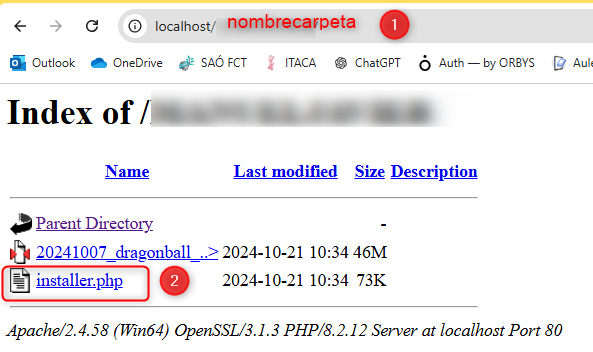 localhost/ nombrecarpeta 1
Outlook OneDrive SAÓ FCT ITACA ChatGPT Auth — by ORBYS Aule
Index of /
Name Last modified Size Description
Parent Directory -
20241007_dragonball_..> 2024-10-21 10:34 46M
installer.php 2 2024-10-21 10:34 73K
Apache/2.4.58 (Win64) OpenSSL/3.1.3 PHP/8.2.12 Server at localhost Port 80